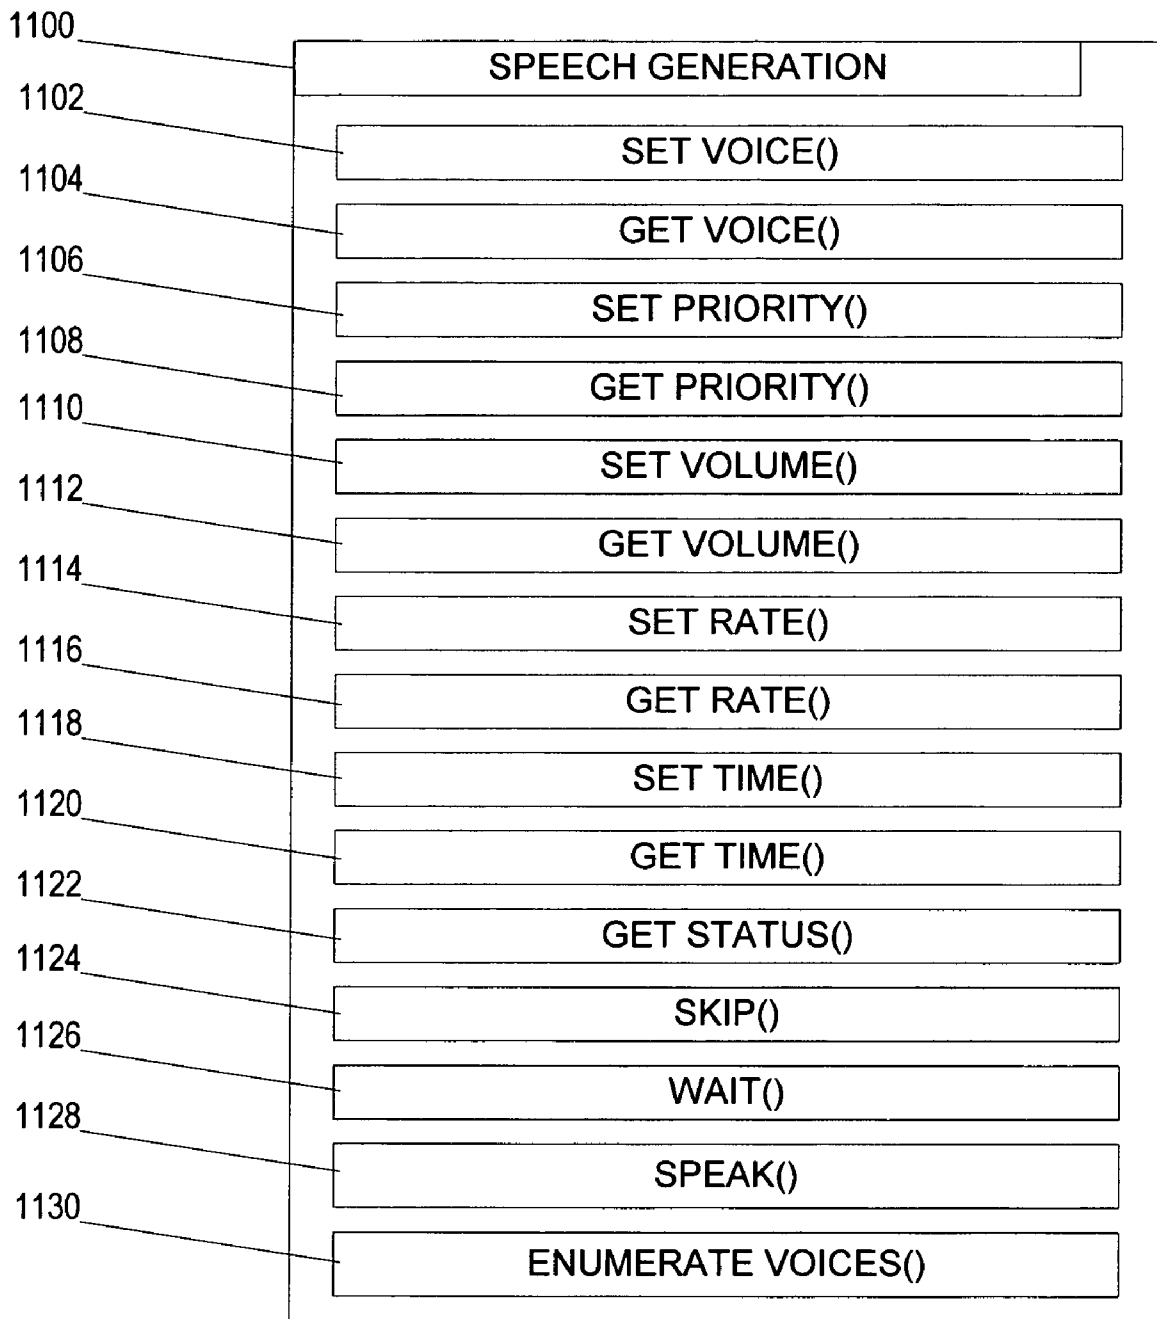 1100
SPEECH GENERATION
1102
SET VOICE()
1104
GET VOICE()
1106
SET PRIORITY()
1108
GET PRIORITY()
1110
SET VOLUME()
1112
GET VOLUME()
1114
SET RATE()
1116
GET RATE()
1118
SET TIME()
1120
GET TIME()
1122
GET STATUS()
1124
SKIP()
1126
WAIT()
1128
SPEAK()
1130
ENUMERATE VOICES()